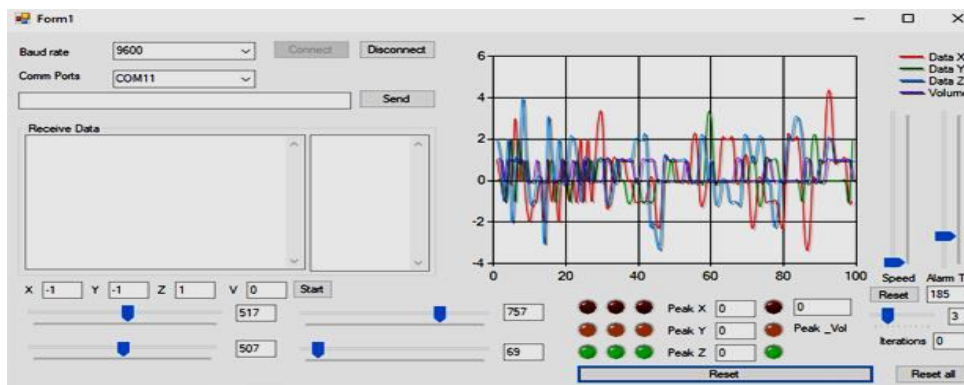 Form1
Baud rate 9600 Connect Disconnect
Comm Ports COM11
Send
Receive Data
6
4
2
0
-2
-4
0 20 40 60 80 100
Data X
Data Y
Data Z
Volume
X -1 Y -1 Z 1 V 0 Start
517 757
507 69
Peak X 0 0
Peak Y 0 Peak _Vol
Peak Z 0
Reset
Speed Alarm T
Reset 185
3
Iterations 0
Reset all